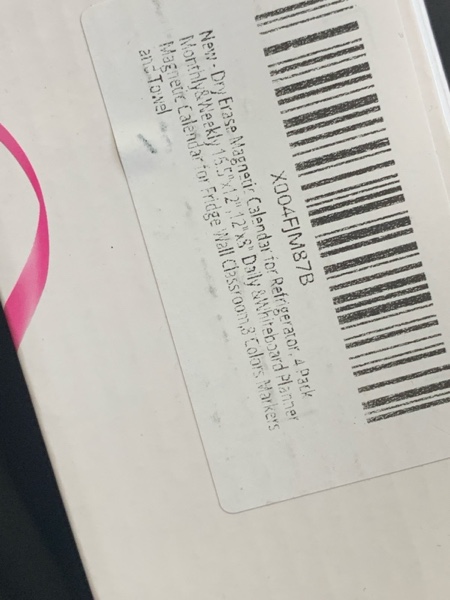 X004FJM87B
New - Dry Erase Magnetic Calendar for Refrigerator, 4 Pack
Monthly&Weekly 16.5"x12",12"x8" Daily &Whiteboard Planner
Magnetic Calendar for Fridge Wall Classroom,8 Colors Markers
and Towel